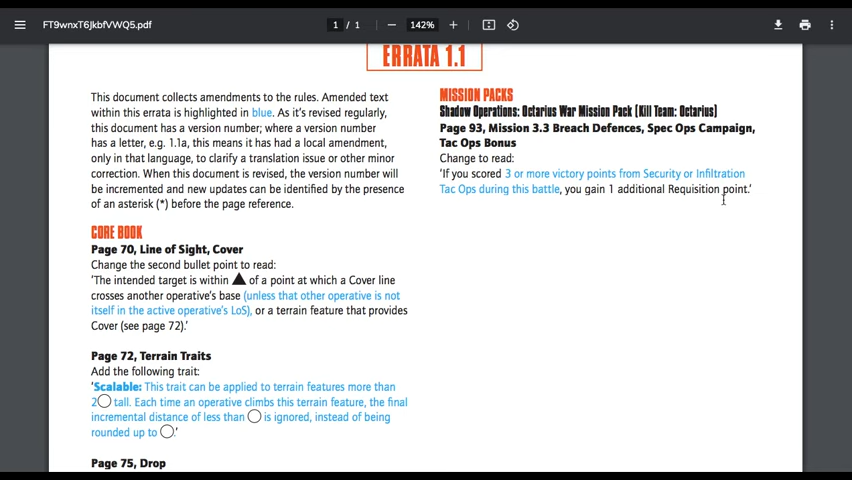 FT9wnxT6JkbfVWQ5.pdf
1 / 1
142%
ERRATA 1.1
This document collects amendments to the rules. Amended text
within this errata is highlighted in blue. As it's revised regularly,
this document has a version number; where a version number
has a letter, e.g. 1.1a, this means it has had a local amendment,
only in that language, to clarify a translation issue or other minor
correction. When this document is revised, the version number will
be incremented and new updates can be identified by the presence
of an asterisk (*) before the page reference.
CORE BOOK
Page 70, Line of Sight, Cover
Change the second bullet point to read:
'The intended target is within ▲ of a point at which a Cover line
crosses another operative's base (unless that other operative is not
itself in the active operative's LoS), or a terrain feature that provides
Cover (see page 72).'
Page 72, Terrain Traits
Add the following trait:
'Scalable: This trait can be applied to terrain features more than
2○ tall. Each time an operative climbs this terrain feature, the final
incremental distance of less than ○ is ignored, instead of being
rounded up to ○.'
Page 75, Drop
MISSION PACKS
Shadow Operations: Octarius War Mission Pack (Kill Team: Octarius)
Page 93, Mission 3.3 Breach Defences, Spec Ops Campaign,
Tac Ops Bonus
Change to read:
'If you scored 3 or more victory points from Security or Infiltration
Tac Ops during this battle, you gain 1 additional Requisition point.'